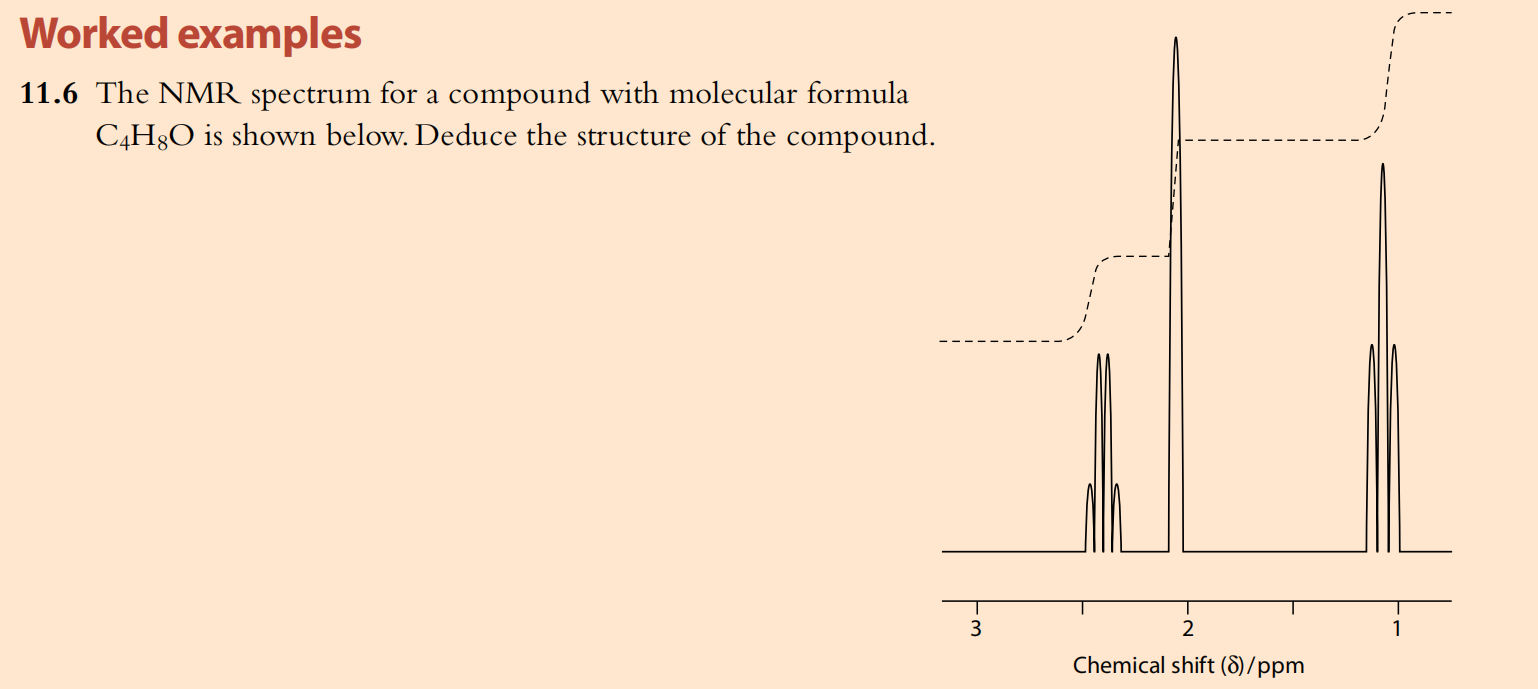 Worked examples
11.6 The NMR spectrum for a compound with molecular formula
C₄H₈O is shown below. Deduce the structure of the compound.
3 2 1
Chemical shift (δ)/ppm